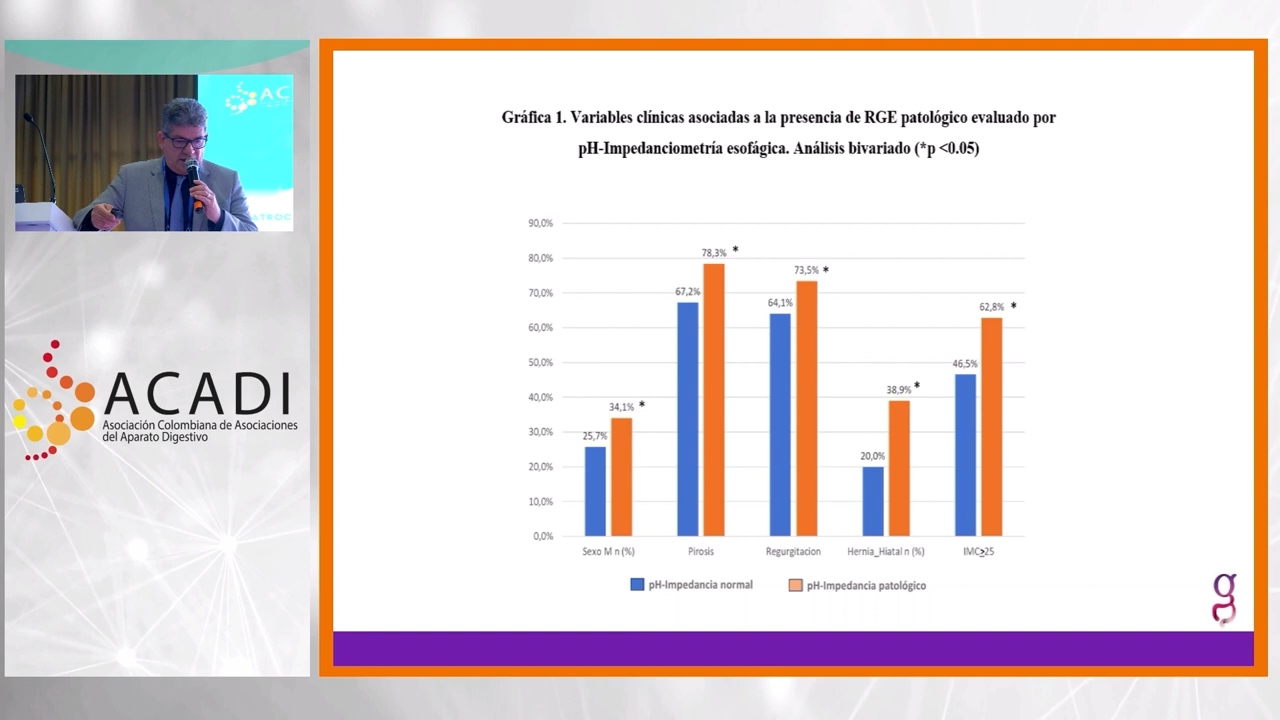 AC
ATROC
ACADI
Asociación Colombiana de Asociaciones
del Aparato Digestivo
Gráfica 1. Variables clínicas asociadas a la presencia de RGE patológico evaluado por
pH-Impedanciometría esofágica. Análisis bivariado (*p <0.05)
90,0%
80,0%
70,0%
60,0%
50,0%
40,0%
30,0%
20,0%
10,0%
0,0%
25,7%
34,1% *
67,2%
78,3% *
64,1%
73,5% *
20,0%
38,9% *
46,5%
62,8% *
Sexo M n (%)
Pirosis
Regurgitacion
Hernia_Hiatal n (%)
IMC≥25
pH-Impedancia normal
pH-Impedancia patológico
g